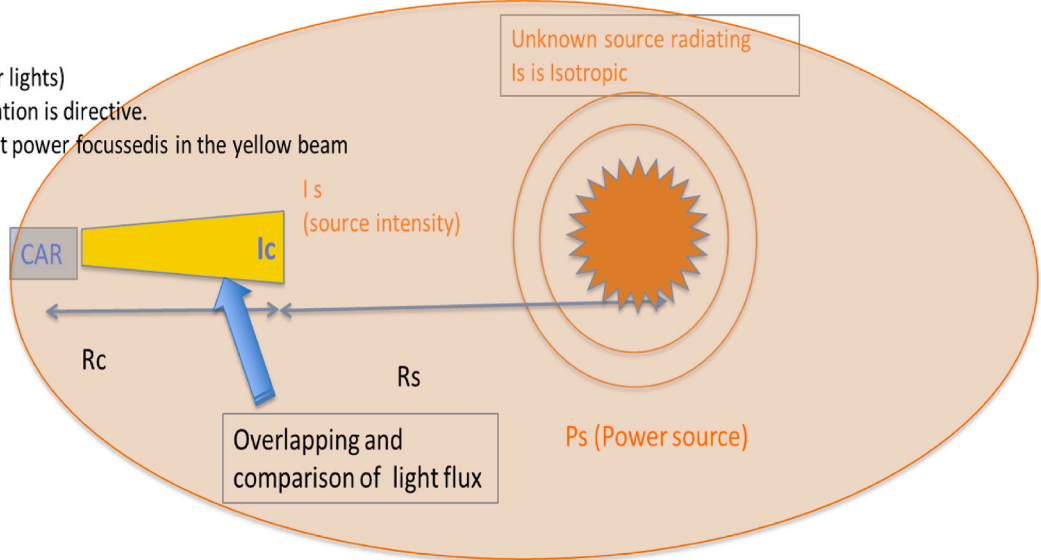 Unknown source radiating
Is is Isotropic
r lights)
ation is directive.
t power focussedis in the yellow beam
I s
(source intensity)
CAR
Ic
Rc
Rs
Overlapping and
comparison of light flux
Ps (Power source)